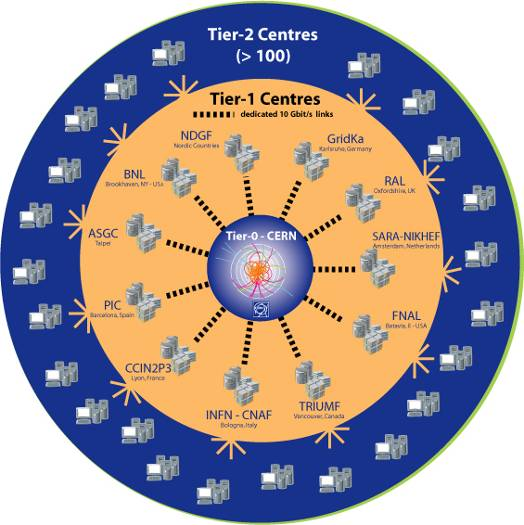 Tier-2 Centres
(> 100)
Tier-1 Centres
dedicated 10 Gbit/s links
NDGF
Nordic Countries
GridKa
Karlsruhe, Germany
BNL
Brookhaven, NY - USA
RAL
Oxfordshire, UK
ASGC
Taipei
Tier-0 - CERN
SARA-NIKHEF
Amsterdam, Netherlands
PIC
Barcelona, Spain
FNAL
Batavia, Il - USA
CCIN2P3
Lyon, France
INFN - CNAF
Bologna, Italy
TRIUMF
Vancouver, Canada